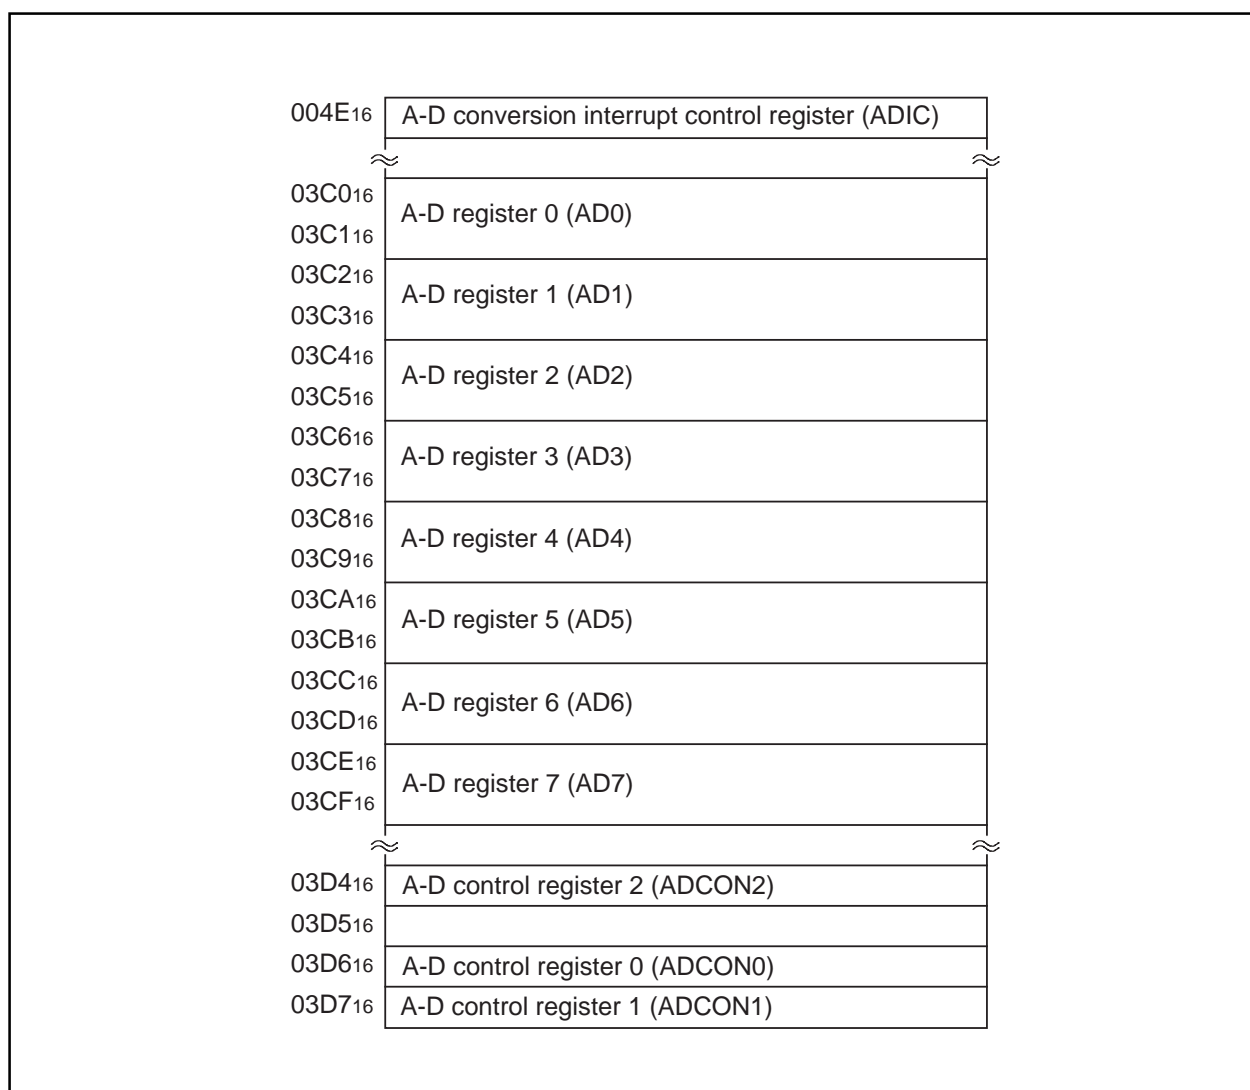 004E16 A-D conversion interrupt control register (ADIC)
03C016
A-D register 0 (AD0)
03C116
03C216
A-D register 1 (AD1)
03C316
03C416
A-D register 2 (AD2)
03C516
03C616
A-D register 3 (AD3)
03C716
03C816
A-D register 4 (AD4)
03C916
03CA16
A-D register 5 (AD5)
03CB16
03CC16
A-D register 6 (AD6)
03CD16
03CE16
A-D register 7 (AD7)
03CF16
03D416 A-D control register 2 (ADCON2)
03D516
03D616 A-D control register 0 (ADCON0)
03D716 A-D control register 1 (ADCON1)